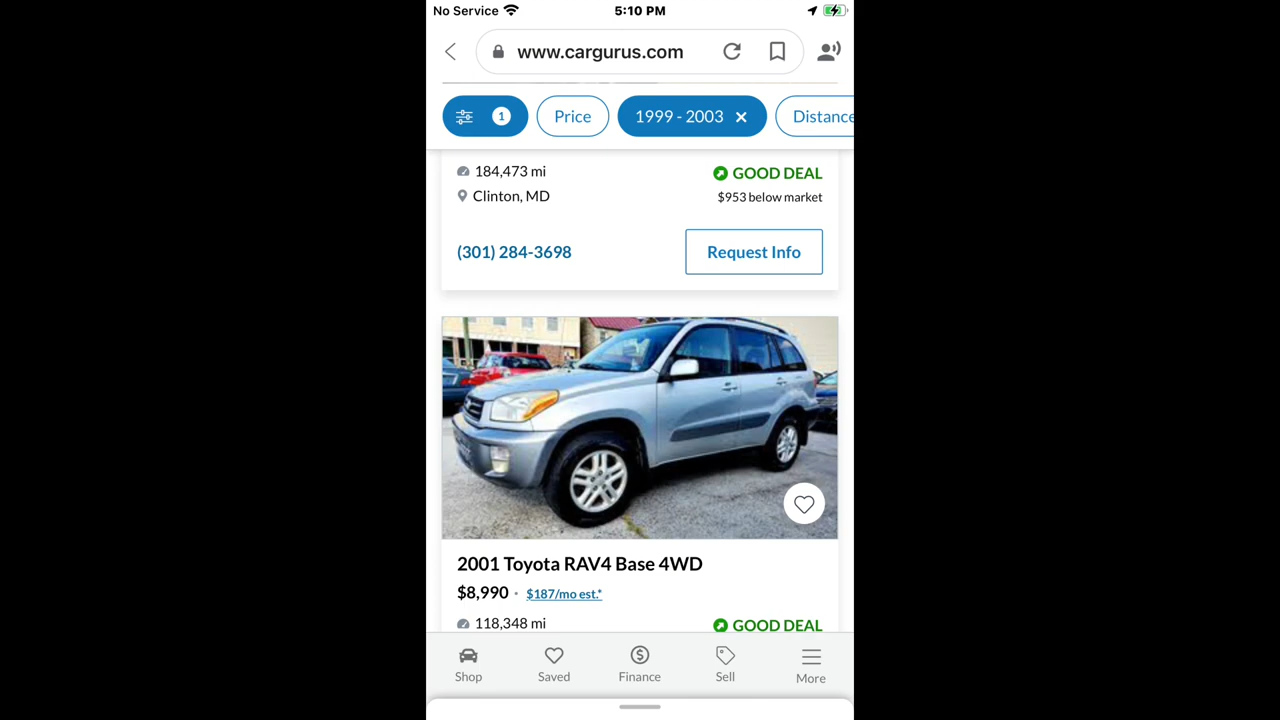 No Service 5:10 PM
www.cargurus.com
1 Price 1999 - 2003 × Distance
184,473 mi GOOD DEAL
Clinton, MD $953 below market
(301) 284-3698 Request Info
2001 Toyota RAV4 Base 4WD
$8,990 · $187/mo est.*
118,348 mi GOOD DEAL
Shop Saved Finance Sell More